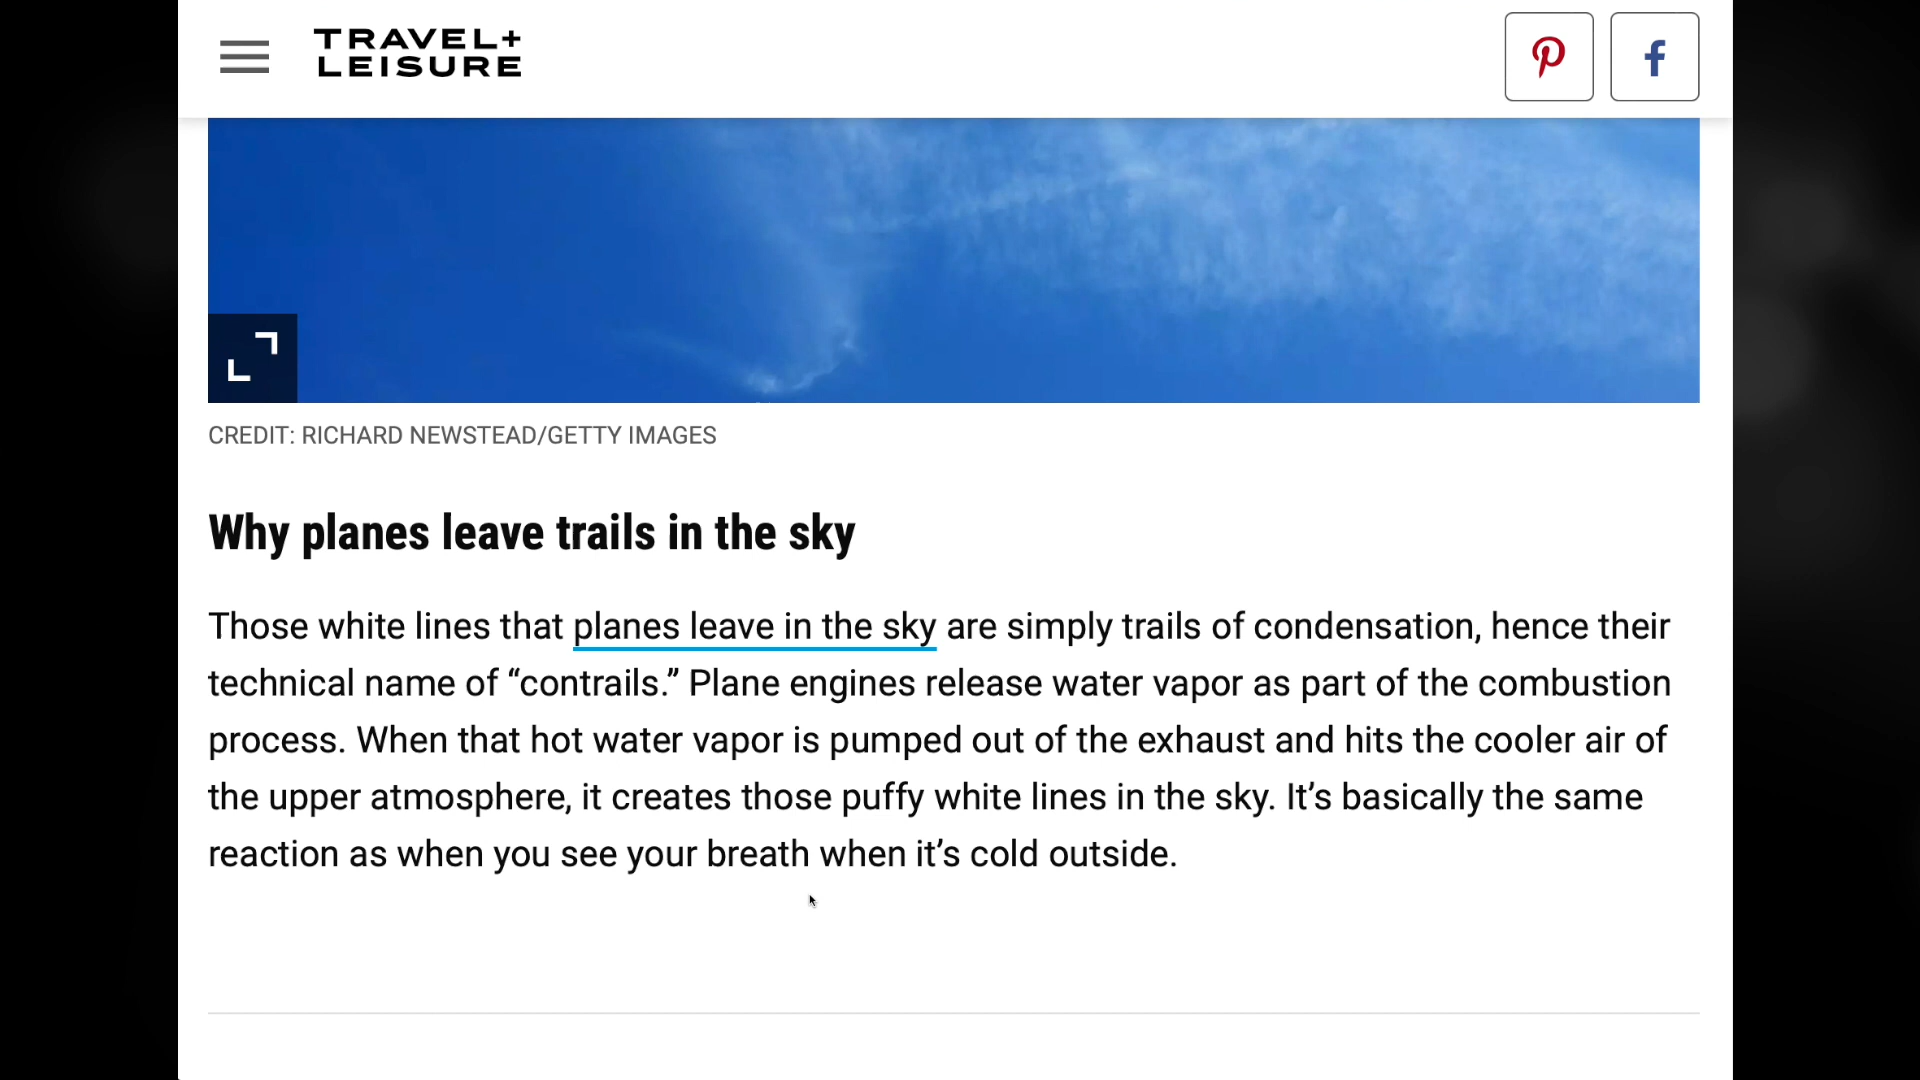 TRAVEL+
LEISURE
CREDIT: RICHARD NEWSTEAD/GETTY IMAGES
Why planes leave trails in the sky
Those white lines that planes leave in the sky are simply trails of condensation, hence their
technical name of “contrails.” Plane engines release water vapor as part of the combustion
process. When that hot water vapor is pumped out of the exhaust and hits the cooler air of
the upper atmosphere, it creates those puffy white lines in the sky. It’s basically the same
reaction as when you see your breath when it’s cold outside.